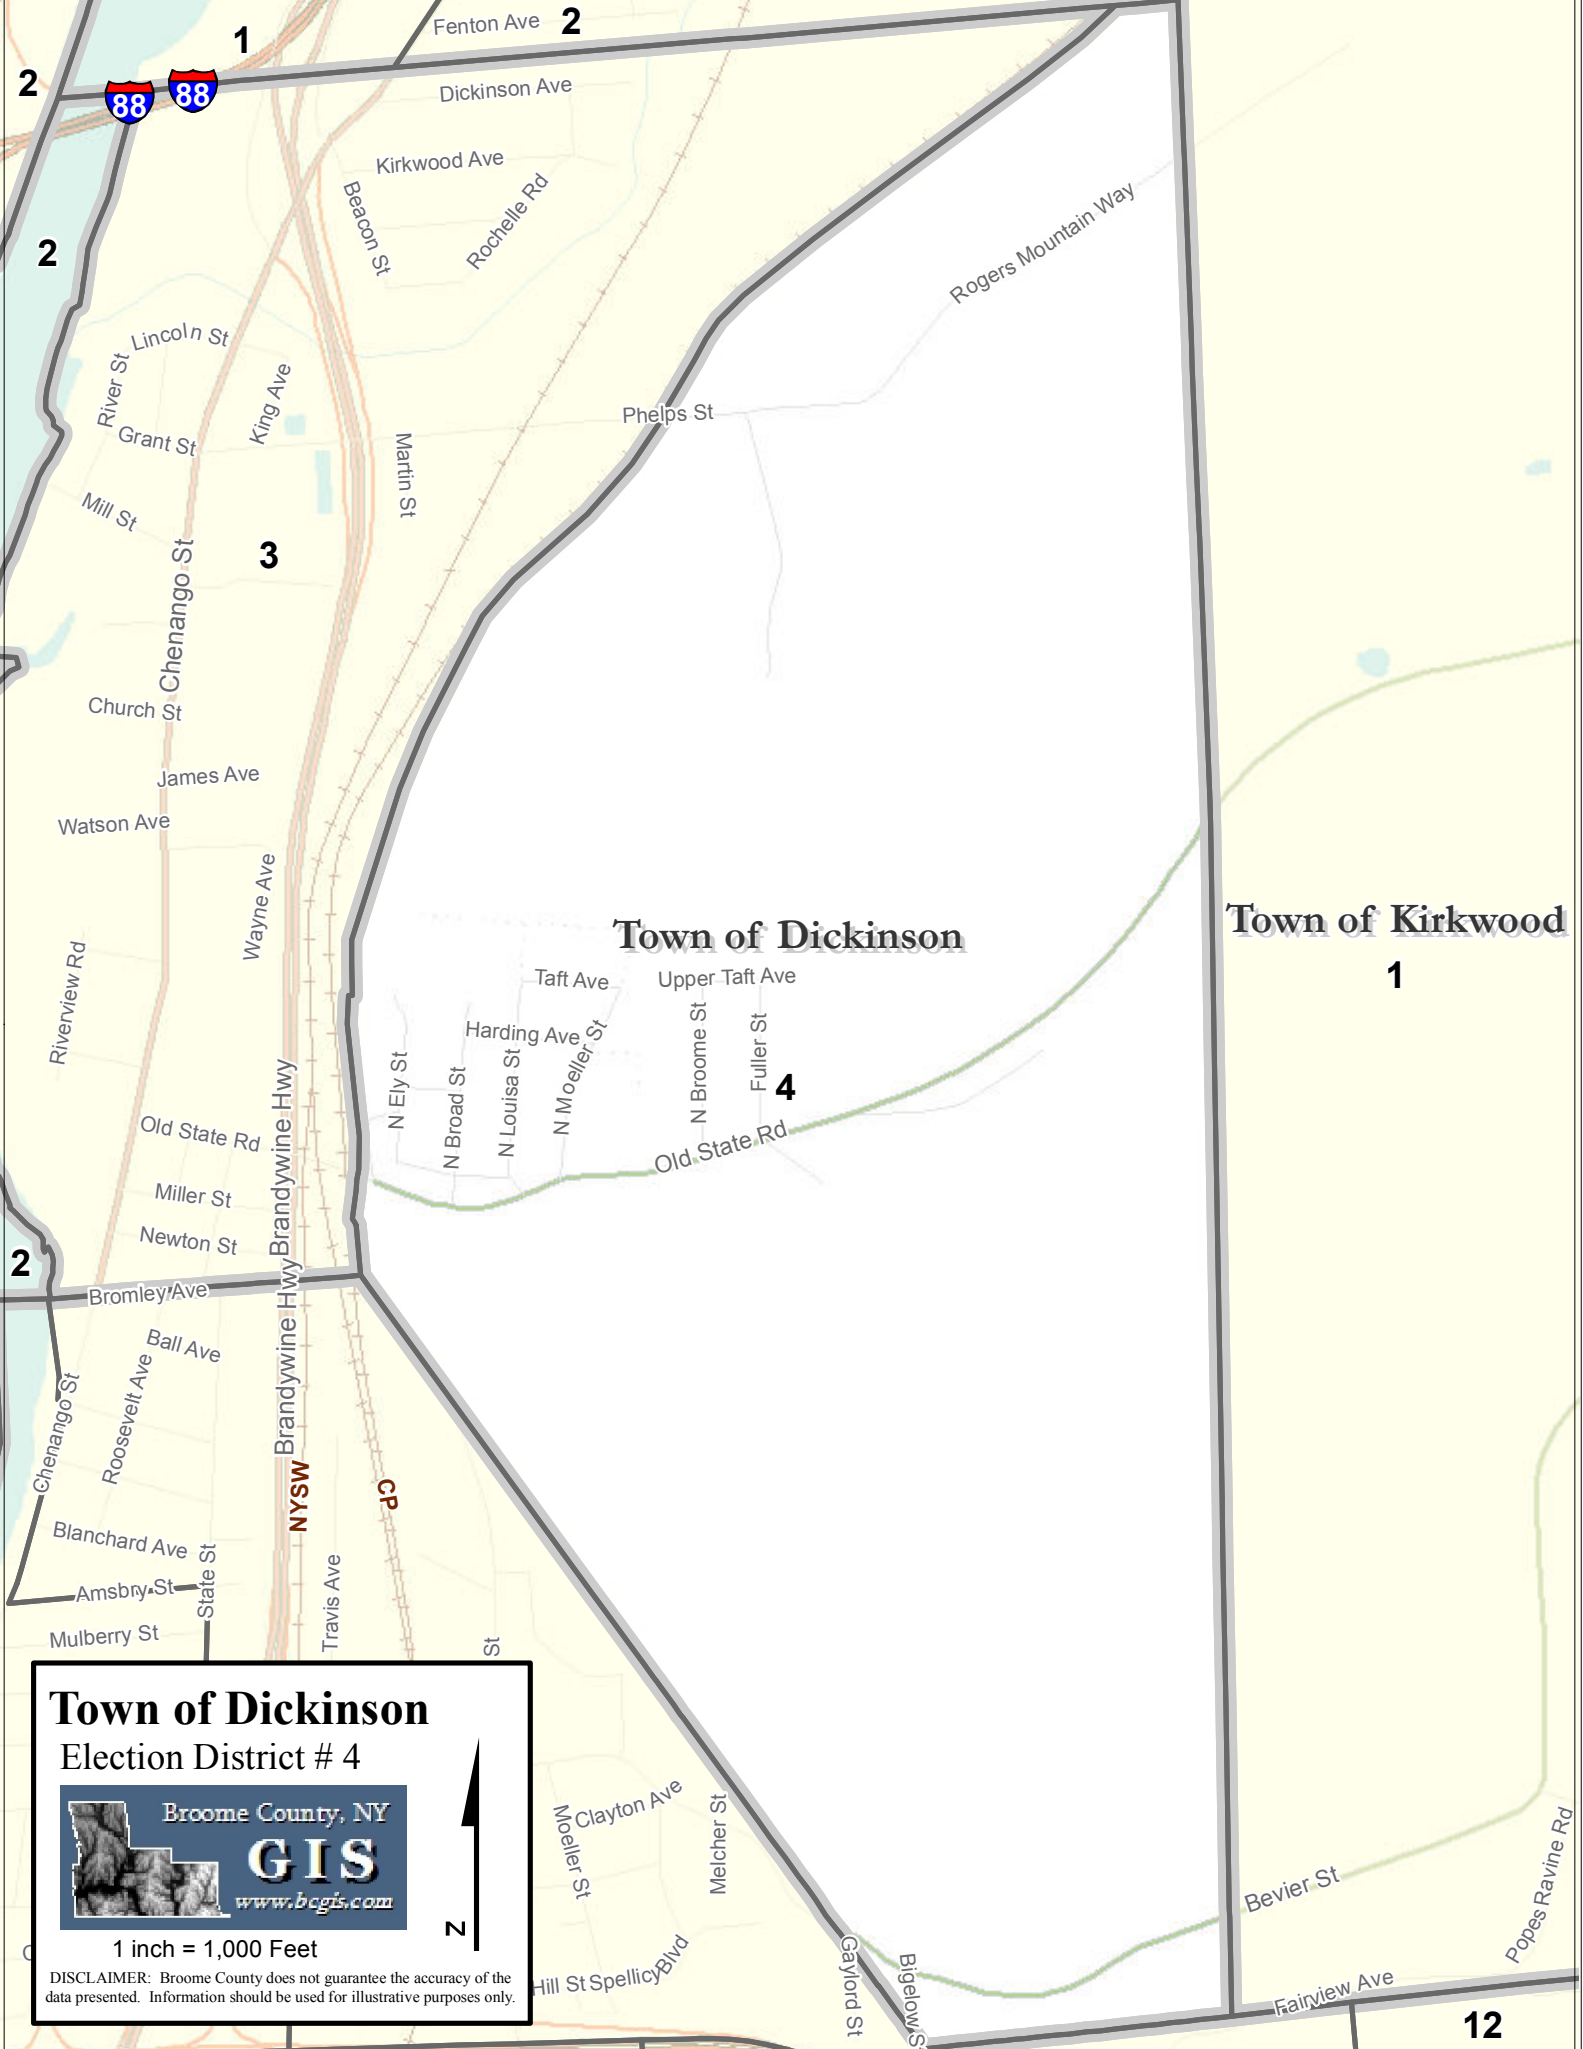 1
2
Fenton Ave
2
88
88
Dickinson Ave
Kirkwood Ave
Beacon St
Rochelle Rd
Rogers Mountain Way
2
Lincoln St
River St
King Ave
Grant St
Phelps St
Martin St
Mill St
3
Chenango St
Church St
James Ave
Watson Ave
Wayne Ave
Riverview Rd
Town of Dickinson
Town of Kirkwood
1
Taft Ave
Upper Taft Ave
Harding Ave
N Ely St
N Broad St
N Louisa St
N Moeller St
N Broome St
Fuller St
4
Old State Rd
Old State Rd
Brandywine Hwy
Miller St
Newton St
2
Bromley Ave
Brandywine Hwy
Ball Ave
Roosevelt Ave
Chenango St
NYSW
CP
Blanchard Ave
State St
Amsbry St
Travis Ave
Mulberry St
St
Town of Dickinson
Election District # 4
Broome County, NY
GIS
www.bcgis.com
N
1 inch = 1,000 Feet
DISCLAIMER: Broome County does not guarantee the accuracy of the
data presented. Information should be used for illustrative purposes only.
Clayton Ave
Moeller St
Melcher St
Hill St
Spellicy Blvd
Gaylord St
Bigelow S
Bevier St
Popes Ravine Rd
Fairview Ave
12